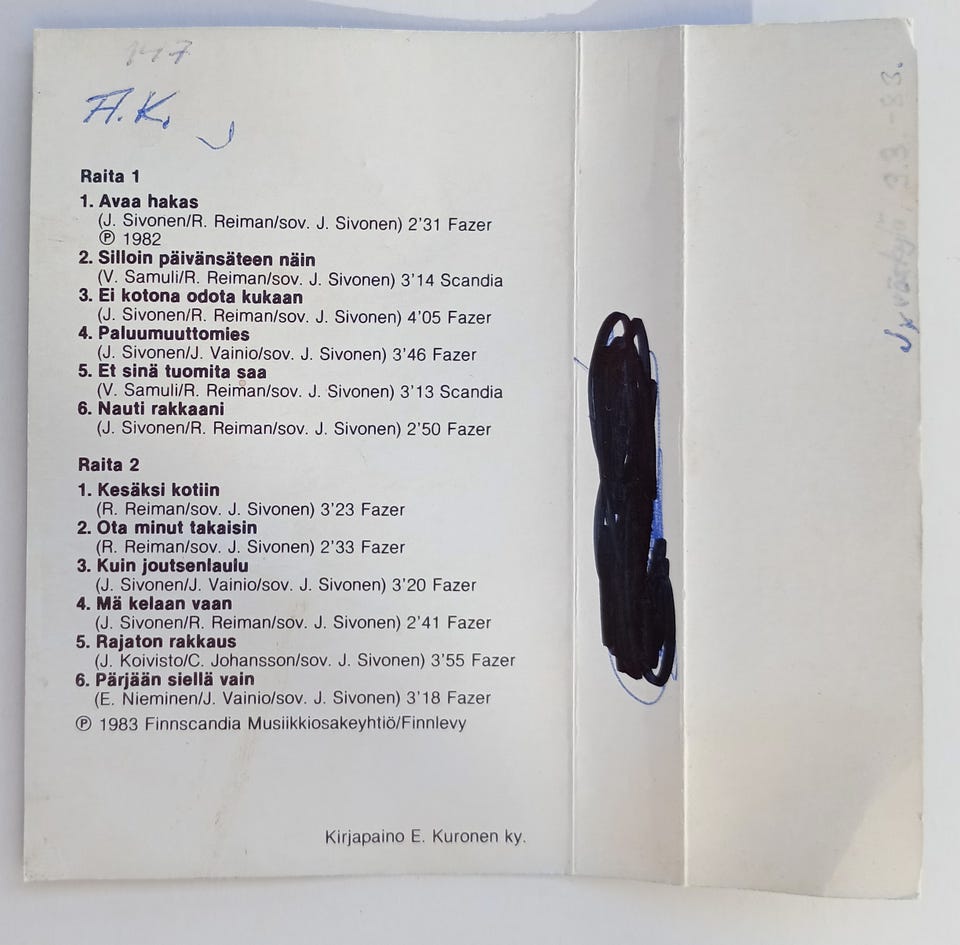 147
A.K.
Raita 1
1. Avaa hakas
(J. Sivonen/R. Reiman/sov. J. Sivonen) 2'31 Fazer
Ⓟ 1982
2. Silloin päivänsäteen näin
(V. Samuli/R. Reiman/sov. J. Sivonen) 3'14 Scandia
3. Ei kotona odota kukaan
(J. Sivonen/R. Reiman/sov. J. Sivonen) 4'05 Fazer
4. Paluumuuttomies
(J. Sivonen/J. Vainio/sov. J. Sivonen) 3'46 Fazer
5. Et sinä tuomita saa
(V. Samuli/R. Reiman/sov. J. Sivonen) 3'13 Scandia
6. Nauti rakkaani
(J. Sivonen/R. Reiman/sov. J. Sivonen) 2'50 Fazer
Raita 2
1. Kesäksi kotiin
(R. Reiman/sov. J. Sivonen) 3'23 Fazer
2. Ota minut takaisin
(R. Reiman/sov. J. Sivonen) 2'33 Fazer
3. Kuin joutsenlaulu
(J. Sivonen/J. Vainio/sov. J. Sivonen) 3'20 Fazer
4. Mä kelaan vaan
(J. Sivonen/R. Reiman/sov. J. Sivonen) 2'41 Fazer
5. Rajaton rakkaus
(J. Koivisto/C. Johansson/sov. J. Sivonen) 3'55 Fazer
6. Pärjään siellä vain
(E. Nieminen/J. Vainio/sov. J. Sivonen) 3'18 Fazer
Ⓟ 1983 Finnscandia Musiikkiosakeyhtiö/Finnlevy
Kirjapaino E. Kuronen ky.
3.3.-83.